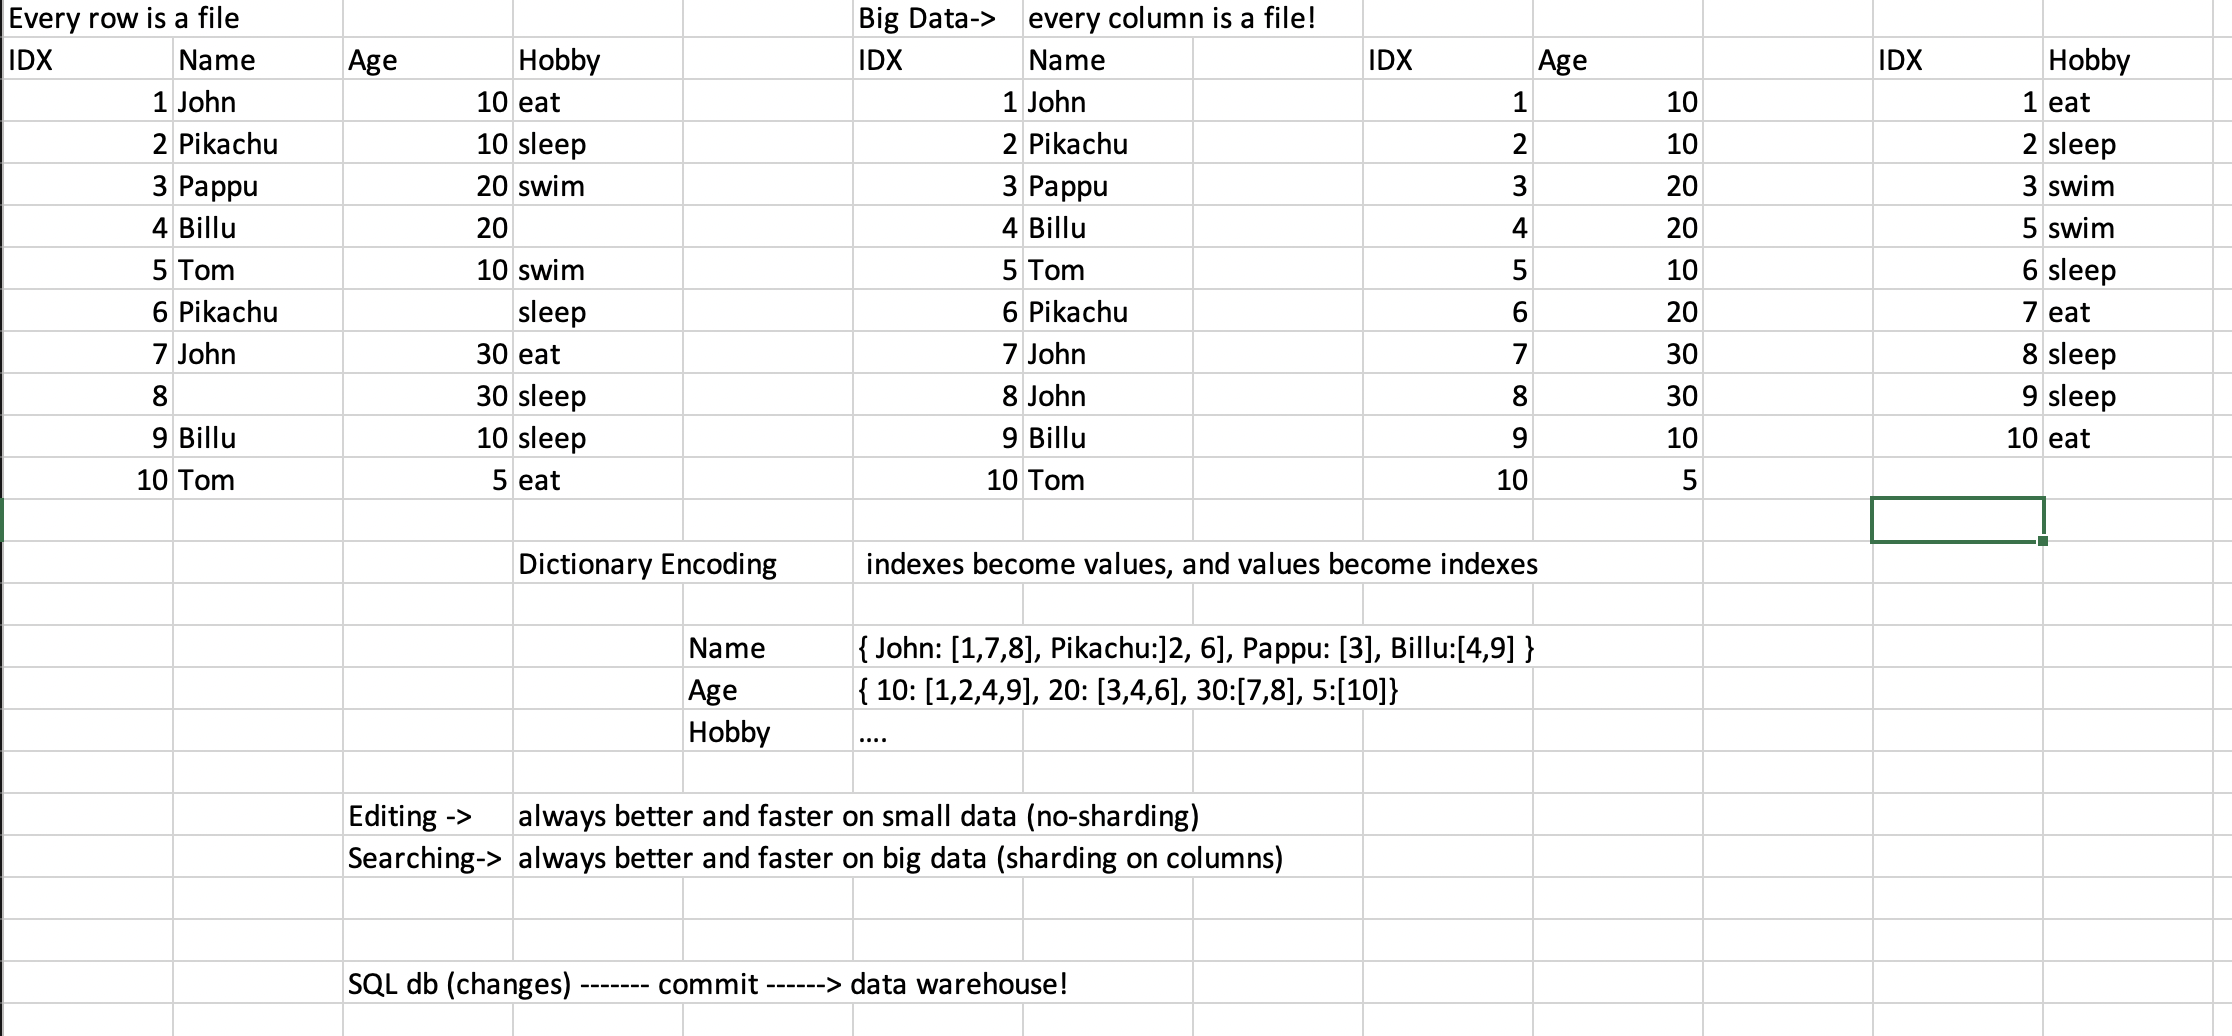 Every row is a file Big Data-> every column is a file!
IDX Name Age Hobby IDX Name IDX Age IDX Hobby
1 John 10 eat 1 John 1 10 1 eat
2 Pikachu 10 sleep 2 Pikachu 2 10 2 sleep
3 Pappu 20 swim 3 Pappu 3 20 3 swim
4 Billu 20 4 Billu 4 20 5 swim
5 Tom 10 swim 5 Tom 5 10 6 sleep
6 Pikachu sleep 6 Pikachu 6 20 7 eat
7 John 30 eat 7 John 7 30 8 sleep
8 30 sleep 8 John 8 30 9 sleep
9 Billu 10 sleep 9 Billu 9 10 10 eat
10 Tom 5 eat 10 Tom 10 5
Dictionary Encoding indexes become values, and values become indexes
Name { John: [1,7,8], Pikachu:]2, 6], Pappu: [3], Billu:[4,9] }
Age { 10: [1,2,4,9], 20: [3,4,6], 30:[7,8], 5:[10]}
Hobby ....
Editing -> always better and faster on small data (no-sharding)
Searching-> always better and faster on big data (sharding on columns)
SQL db (changes) ------- commit ------> data warehouse!